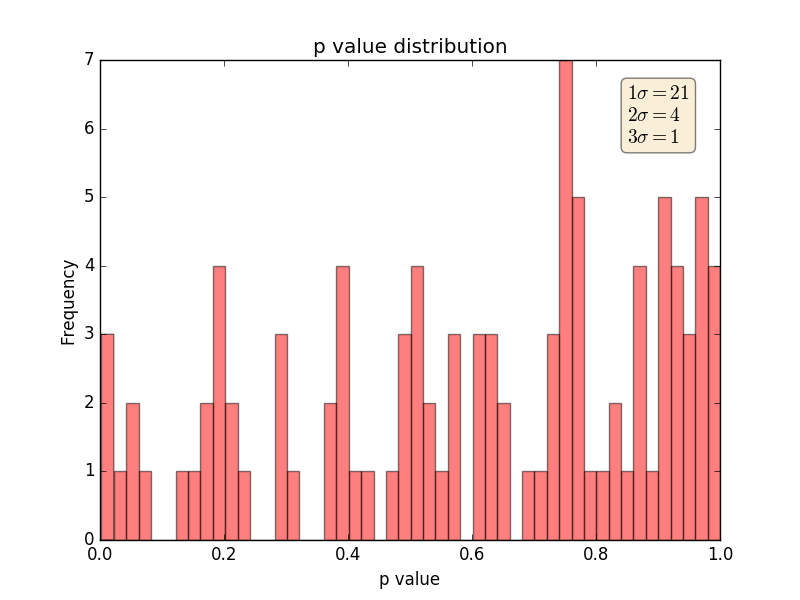 p value distribution
7
1σ = 21
6
2σ = 4
3σ = 1
5
4
Frequency
3
2
1
0
0.0 0.2 0.4 0.6 0.8 1.0
p value